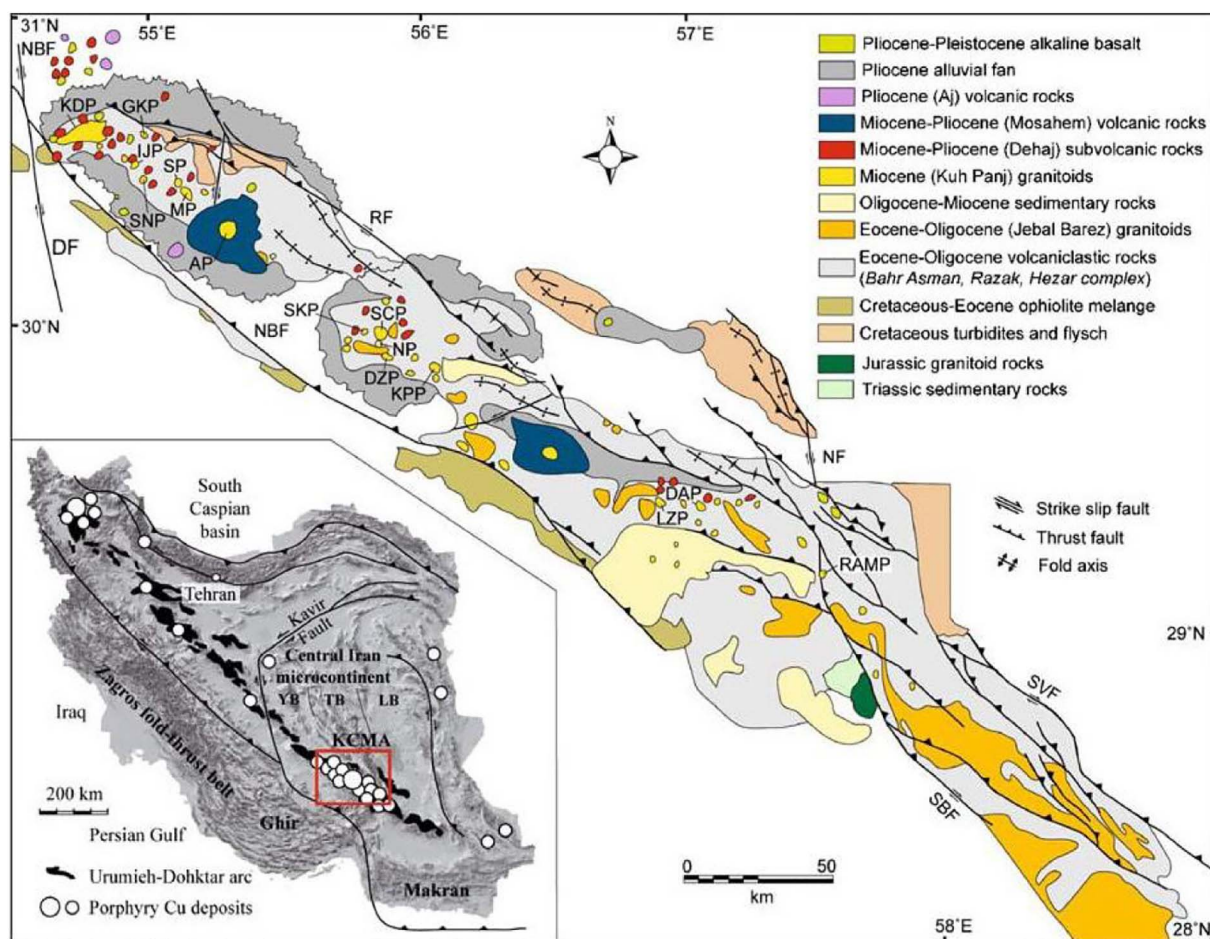 31°N
55°E
56°E
57°E
NBF
KDP
GKP
IJP
SP
MP
SNP
AP
DF
RF
30°N
NBF
SKP
SCP
NP
DZP
KPP
NF
DAP
LZP
RAMP
29°N
SVF
SBF
58°E
28°N
N
Pliocene-Pleistocene alkaline basalt
Pliocene alluvial fan
Pliocene (Aj) volcanic rocks
Miocene-Pliocene (Mosahem) volcanic rocks
Miocene-Pliocene (Dehaj) subvolcanic rocks
Miocene (Kuh Panj) granitoids
Oligocene-Miocene sedimentary rocks
Eocene-Oligocene (Jebal Barez) granitoids
Eocene-Oligocene volcaniclastic rocks
(Bahr Asman, Razak, Hezar complex)
Cretaceous-Eocene ophiolite melange
Cretaceous turbidites and flysch
Jurassic granitoid rocks
Triassic sedimentary rocks
Strike slip fault
Thrust fault
Fold axis
0 50
km
South
Caspian
basin
Tehran
Kavir
Fault
Central Iran
microcontinent
YB TB LB
KCMA
Iraq
Zagros fold-thrust belt
200 km
Ghir
Persian Gulf
Makran
Urumieh-Dohktar arc
Porphyry Cu deposits